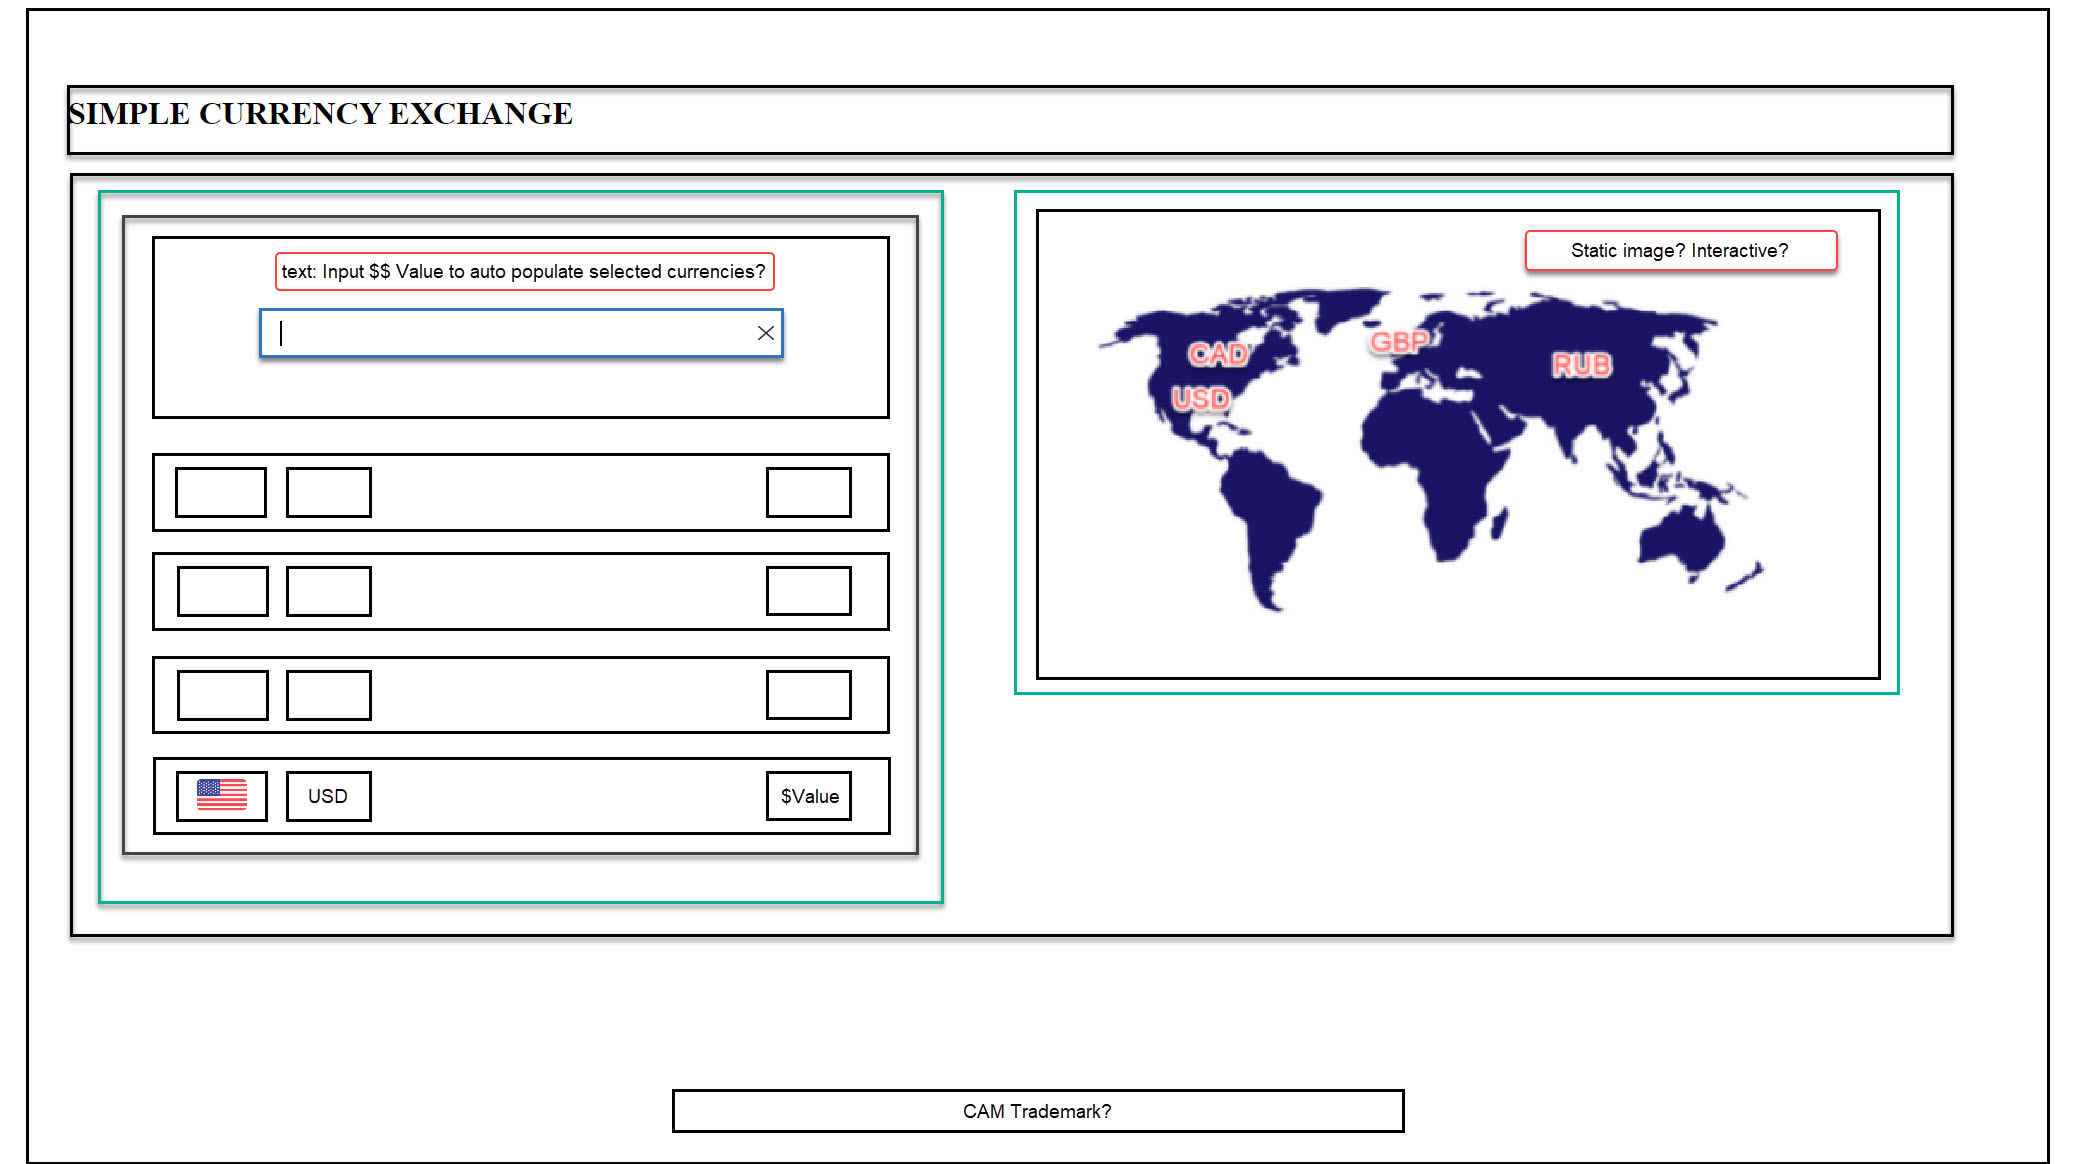 SIMPLE CURRENCY EXCHANGE
text: Input $$ Value to auto populate selected currencies?
USD
$Value
Static image? Interactive?
CAD
GBP
RUB
USD
CAM Trademark?